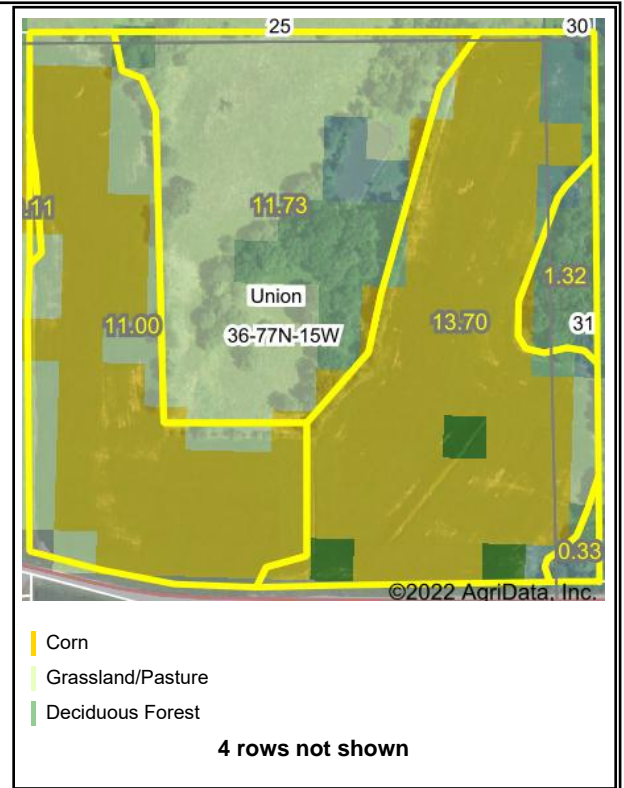 25 30
.11
11.73
1.32
Union
11.00 13.70
36-77N-15W
31
0.33
©2022 AgriData, Inc.
Corn
Grassland/Pasture
Deciduous Forest
4 rows not shown